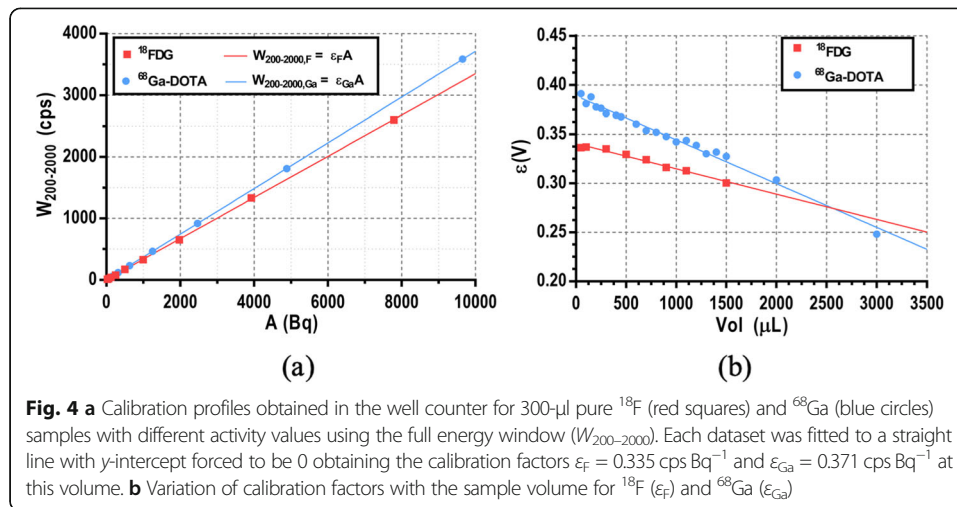 ¹⁸FDG W₂₀₀₋₂₀₀₀,F = εFA
⁶⁸Ga-DOTA W₂₀₀₋₂₀₀₀,Ga = εGaA
W₂₀₀₋₂₀₀₀ (cps)
4000
3000
2000
1000
0
0 2000 4000 6000 8000 10000
A (Bq)
(a)
¹⁸FDG
⁶⁸Ga-DOTA
ε(V)
0.40
0.35
0.30
0.25
0.20
0 500 1000 1500 2000 2500 3000 3500
Vol (μL)
(b)
Fig. 4 a Calibration profiles obtained in the well counter for 300-μl pure ¹⁸F (red squares) and ⁶⁸Ga (blue circles)
samples with different activity values using the full energy window (W₂₀₀₋₂₀₀₀). Each dataset was fitted to a straight
line with y-intercept forced to be 0 obtaining the calibration factors εF = 0.335 cps Bq⁻¹ and εGa = 0.371 cps Bq⁻¹ at
this volume. b Variation of calibration factors with the sample volume for ¹⁸F (εF) and ⁶⁸Ga (εGa)